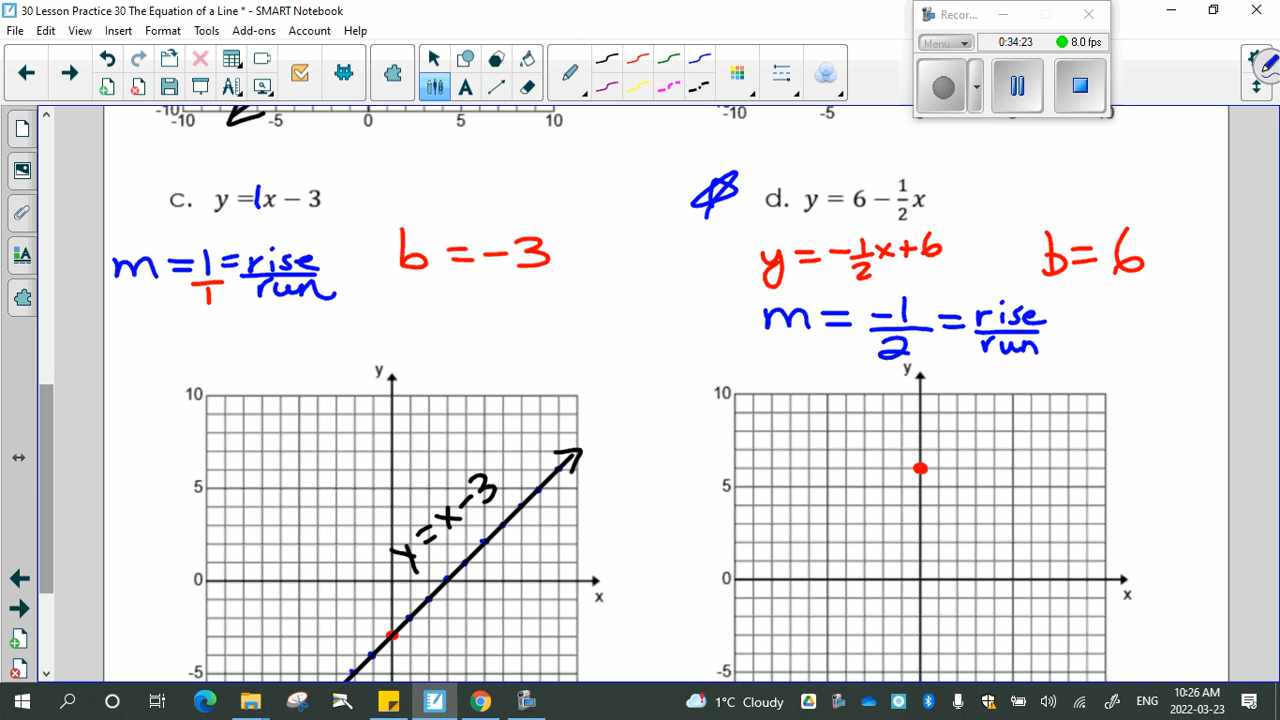 30 Lesson Practice 30 The Equation of a Line * - SMART Notebook
Recor...
File Edit View Insert Format Tools Add-ons Account Help
Menu 0:34:23 8.0 fps
-10 -10 -5 0 5 10
-10 -5 10
c. y = 1x − 3
d. y = 6 − 1/2 x
m = 1/1 = rise/run
b = -3
y = -1/2 x + 6
b = 6
m = -1/2 = rise/run
y
y
10
10
5
5
y = x - 3
0
0
x
x
-5
-5
1°C Cloudy
ENG
10:26 AM
2022-03-23